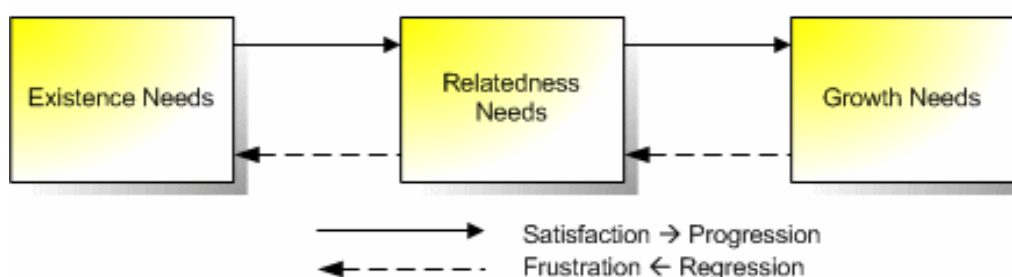 Existence Needs
Relatedness
Needs
Growth Needs
Satisfaction → Progression
Frustration ← Regression